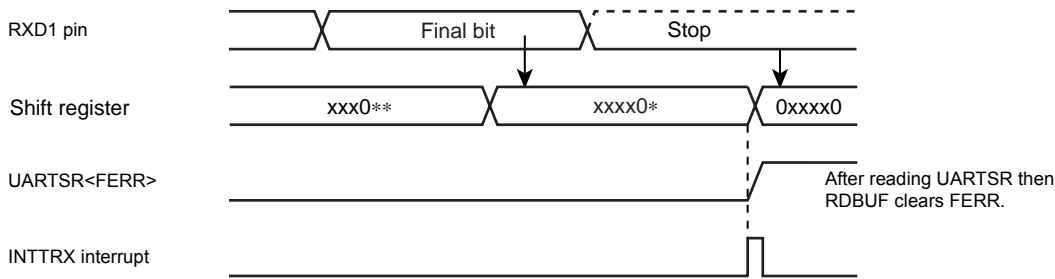 RXD1 pin
Final bit
Stop
Shift register
xxx0**
xxxx0*
0xxxx0
UARTSR<FERR>
After reading UARTSR then
RDBUF clears FERR.
INTTRX interrupt